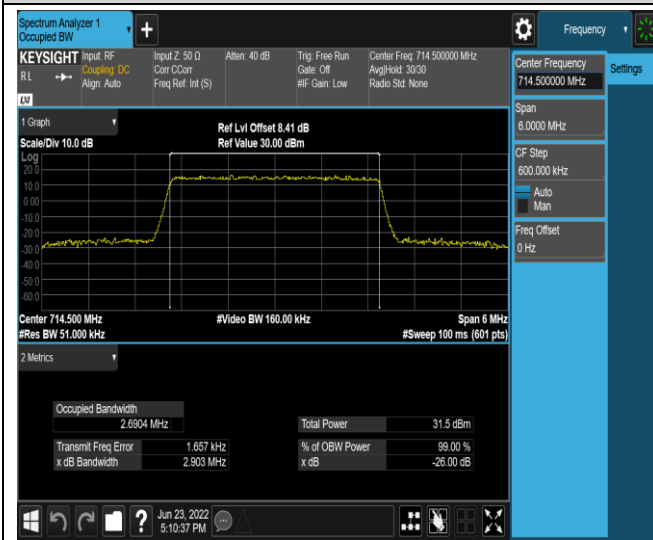 Spectrum Analyzer 1
Occupied BW
+
Frequency
KEYSIGHT
RL
LXI
Input: RF
Coupling: DC
Align: Auto
Input Z: 50 Ω
Corr CCorr
Freq Ref: Int (S)
Atten: 40 dB
Trig: Free Run
Gate: Off
#IF Gain: Low
Center Freq: 714.500000 MHz
Avg|Hold: 30/30
Radio Std: None
Center Frequency
714.500000 MHz
Settings
Span
6.0000 MHz
CF Step
600.000 kHz
Auto
Man
Freq Offset
0 Hz
1 Graph
Scale/Div 10.0 dB
Ref Lvl Offset 8.41 dB
Ref Value 30.00 dBm
Log
20.0
10.0
0.00
-10.0
-20.0
-30.0
-40.0
-50.0
-60.0
Center 714.500 MHz
#Res BW 51.000 kHz
#Video BW 160.00 kHz
Span 6 MHz
#Sweep 100 ms (601 pts)
2 Metrics
Occupied Bandwidth
2.6904 MHz
Total Power 31.5 dBm
Transmit Freq Error 1.657 kHz
% of OBW Power 99.00 %
x dB Bandwidth 2.903 MHz
x dB -26.00 dB
?
Jun 23, 2022
5:10:37 PM